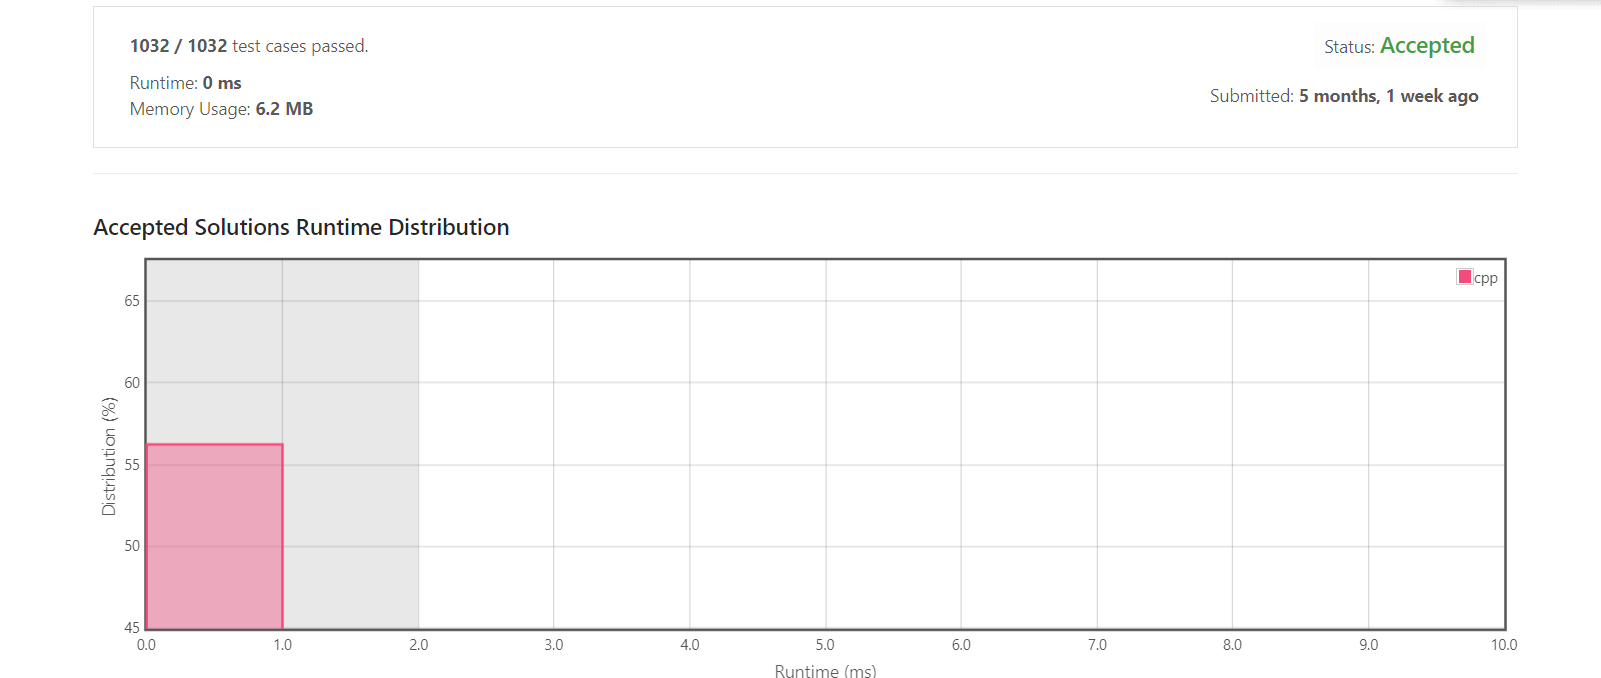 1032 / 1032 test cases passed.
Status: Accepted
Runtime: 0 ms
Memory Usage: 6.2 MB
Submitted: 5 months, 1 week ago
Accepted Solutions Runtime Distribution
cpp
Distribution (%)
65
60
55
50
45
0.0 1.0 2.0 3.0 4.0 5.0 6.0 7.0 8.0 9.0 10.0
Runtime (ms)